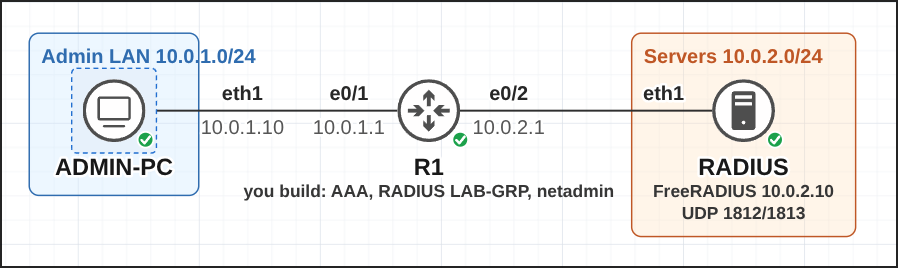 Admin LAN 10.0.1.0/24
Servers 10.0.2.0/24
eth1
e0/1
e0/2
eth1
10.0.1.10
10.0.1.1
10.0.2.1
ADMIN-PC
R1
RADIUS
you build: AAA, RADIUS LAB-GRP, netadmin
FreeRADIUS 10.0.2.10
UDP 1812/1813